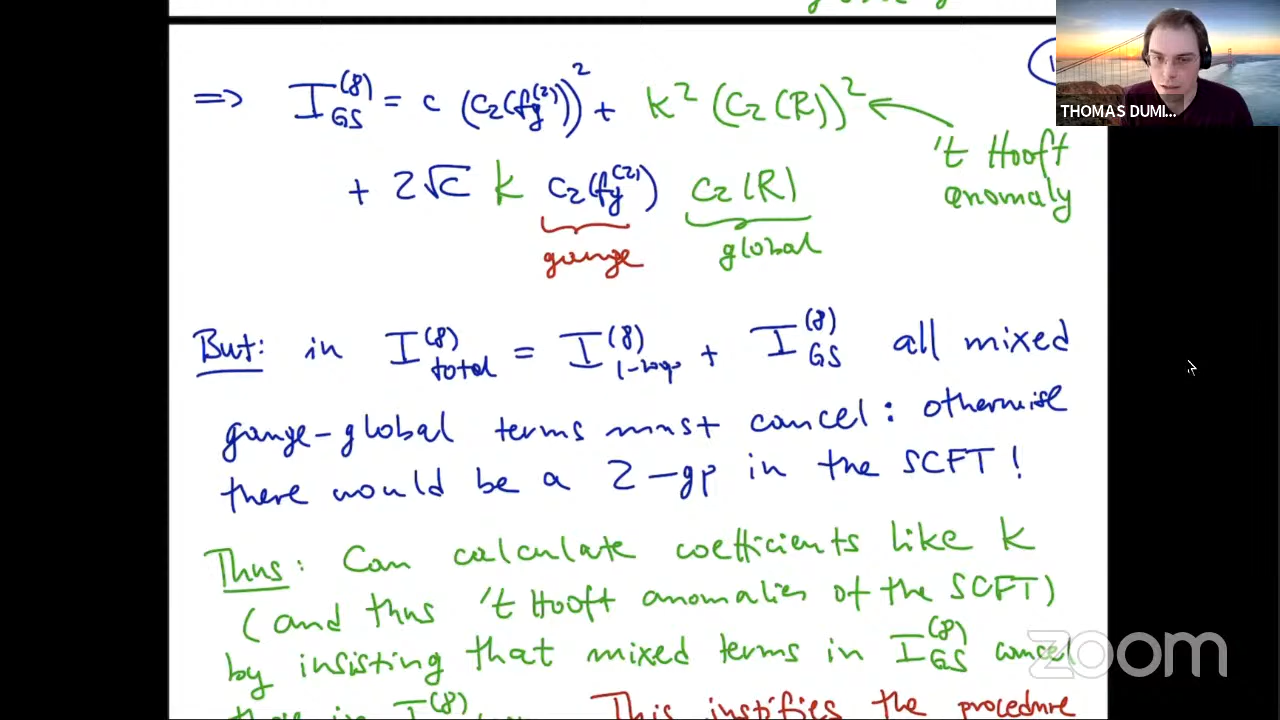 THOMAS DUMI...
=> I_GS^(8) = c (c₂(f_g^(2)))² + k² (c₂(R))²
't Hooft
anomaly
+ 2√c k c₂(f_g^(2)) c₂(R)
gauge global
But: in I_total^(8) = I_1-loop^(8) + I_GS^(8) all mixed
gauge-global terms must cancel: otherwise
there would be a 2-gp in the SCFT!
Thus: Can calculate coefficients like k
(and thus 't Hooft anomalies of the SCFT)
by insisting that mixed terms in I_GS^(8) cancel
zoom
This justifies the procedure